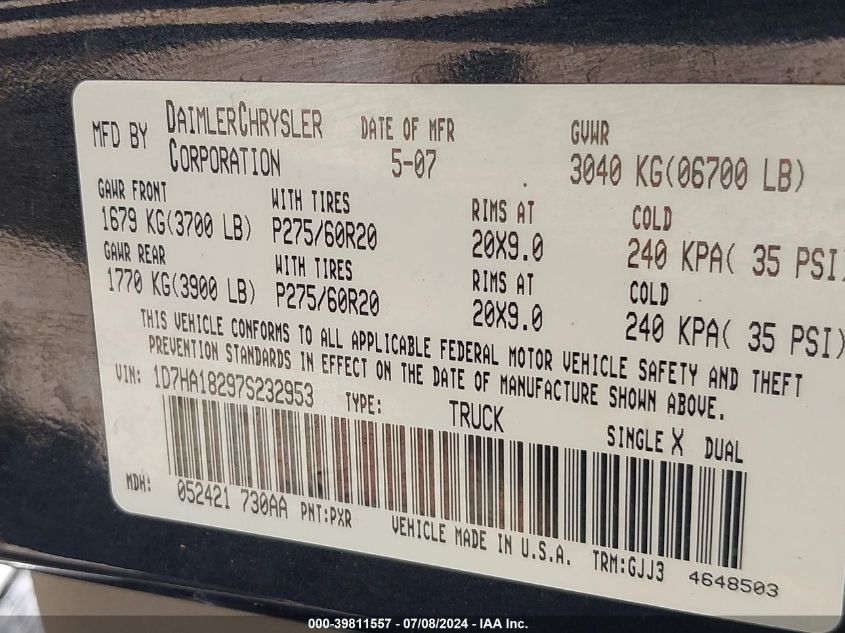 MFD BY DAIMLERCHRYSLER CORPORATION DATE OF MFR 5-07 GVWR 3040 KG(06700 LB)
GAWR FRONT WITH TIRES RIMS AT COLD
1679 KG(3700 LB) P275/60R20 20X9.0 240 KPA( 35 PSI)
GAWR REAR WITH TIRES RIMS AT COLD
1770 KG(3900 LB) P275/60R20 20X9.0 240 KPA( 35 PSI)
THIS VEHICLE CONFORMS TO ALL APPLICABLE FEDERAL MOTOR VEHICLE SAFETY AND THEFT
PREVENTION STANDARDS IN EFFECT ON THE DATE OF MANUFACTURE SHOWN ABOVE.
VIN: 1D7HA18297S232953 TYPE: TRUCK SINGLE X DUAL
MDH: 052421 730AA PNT:PXR VEHICLE MADE IN U.S.A. TRM:GJJ3 4648503
000-39811557 - 07/08/2024 - IAA Inc.